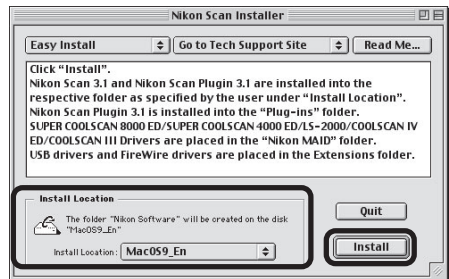 Nikon Scan Installer
Easy Install
Go to Tech Support Site
Read Me...
Click “Install”.
Nikon Scan 3.1 and Nikon Scan Plugin 3.1 are installed into the
respective folder as specified by the user under “Install Location”.
Nikon Scan Plugin 3.1 is installed into the “Plug-ins” folder.
SUPER COOLSCAN 8000 ED/SUPER COOLSCAN 4000 ED/LS-2000/COOLSCAN IV
ED/COOLSCAN III Drivers are placed in the “Nikon MAID” folder.
USB drivers and FireWire drivers are placed in the Extensions folder.
Install Location
The folder "Nikon Software" will be created on the disk
"MacOS9_En"
Install Location: MacOS9_En
Quit
Install